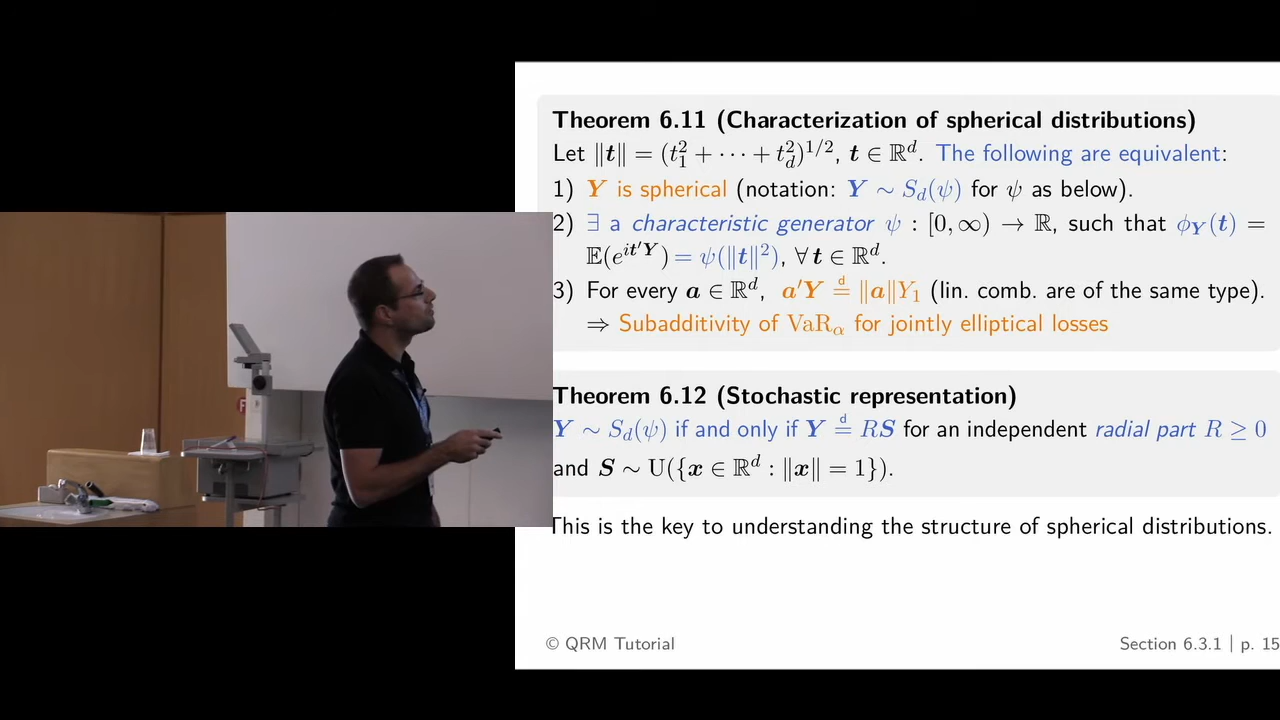 Theorem 6.11 (Characterization of spherical distributions)
Let ‖t‖ = (t₁² + ··· + t_d²)^{1/2}, t ∈ ℝ^d. The following are equivalent:
1) Y is spherical (notation: Y ∼ S_d(ψ) for ψ as below).
2) ∃ a characteristic generator ψ : [0, ∞) → ℝ, such that ϕ_Y(t) =
𝔼(e^{it′Y}) = ψ(‖t‖²), ∀ t ∈ ℝ^d.
3) For every a ∈ ℝ^d, a′Y =^d ‖a‖Y₁ (lin. comb. are of the same type).
⇒ Subadditivity of VaR_α for jointly elliptical losses
Theorem 6.12 (Stochastic representation)
Y ∼ S_d(ψ) if and only if Y =^d RS for an independent radial part R ≥ 0
and S ∼ U({x ∈ ℝ^d : ‖x‖ = 1}).
This is the key to understanding the structure of spherical distributions.
© QRM Tutorial
Section 6.3.1 | p. 15
F